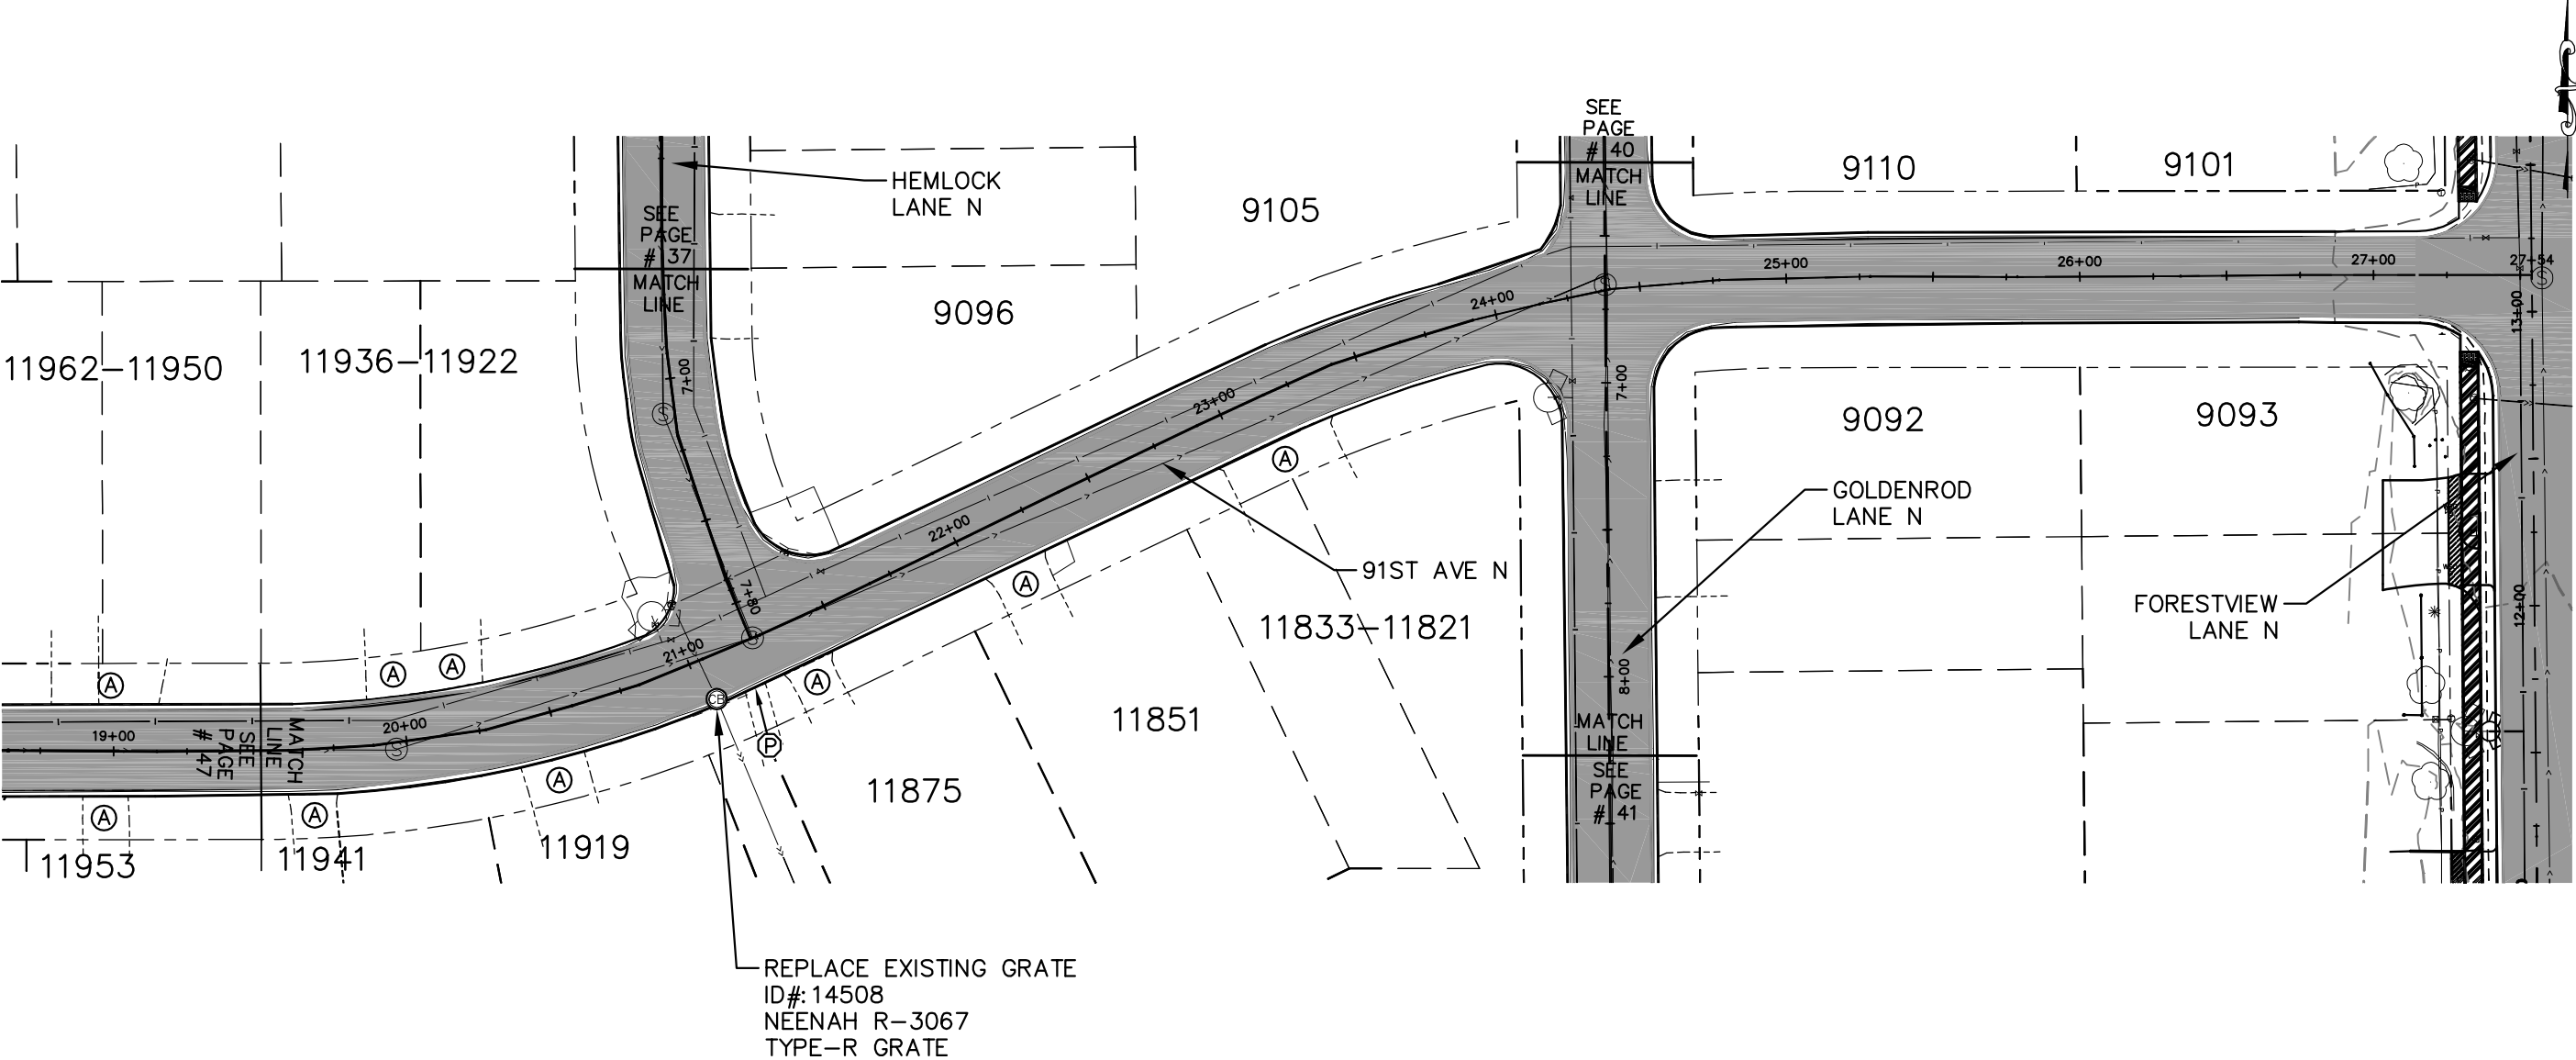 SEE
PAGE
# 40
MATCH
LINE
HEMLOCK
LANE N
SEE
PAGE
# 37
MATCH
LINE
9105
9110
9101
9096
11962-11950
11936-11922
7+00
25+00
26+00
27+00
27+54
S
S
13+00
24+00
23+00
22+00
S
7+00
9092
9093
A
GOLDENROD
LANE N
91ST AVE N
A
7+80
S
21+00
11833-11821
FORESTVIEW
LANE N
12+00
A
A
A
A
CB
P
8+00
MATCH
LINE
SEE
PAGE
# 41
11851
19+00
20+00
S
MATCH
LINE
SEE
PAGE
# 47
A
11875
A
A
11953
11941
11919
REPLACE EXISTING GRATE
ID#:14508
NEENAH R-3067
TYPE-R GRATE